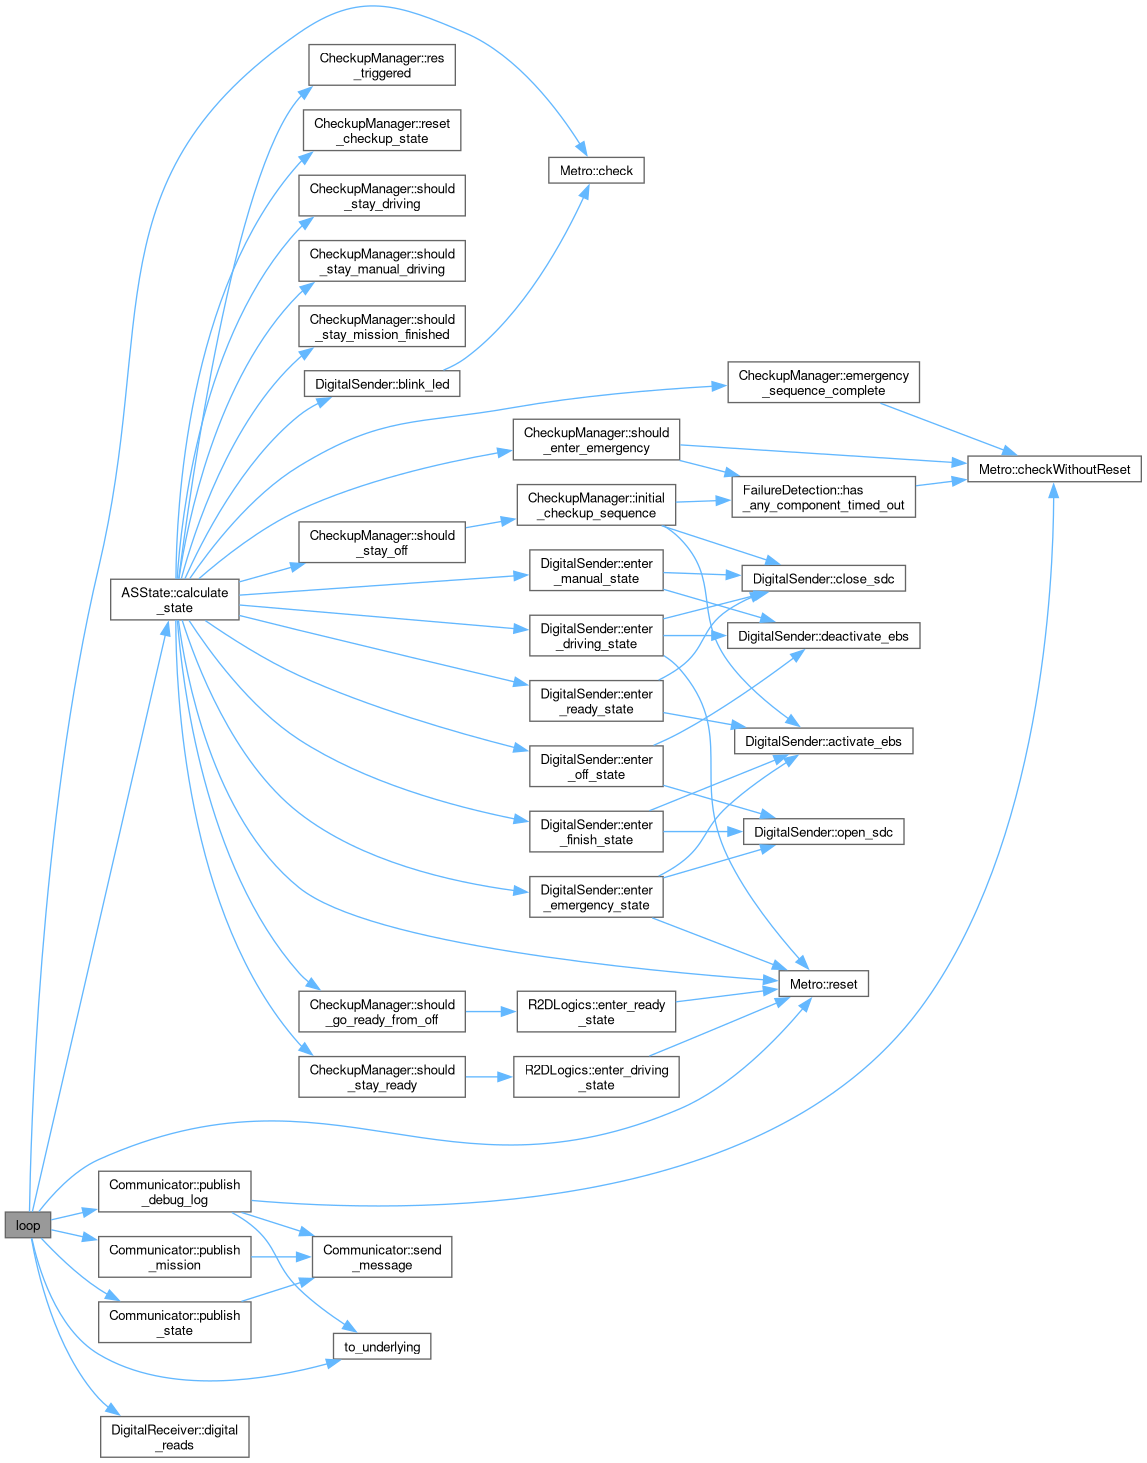 CheckupManager::res
_triggered
CheckupManager::reset
_checkup_state
Metro::check
CheckupManager::should
_stay_driving
CheckupManager::should
_stay_manual_driving
CheckupManager::should
_stay_mission_finished
DigitalSender::blink_led
CheckupManager::emergency
_sequence_complete
CheckupManager::should
_enter_emergency
Metro::checkWithoutReset
FailureDetection::has
_any_component_timed_out
CheckupManager::initial
_checkup_sequence
CheckupManager::should
_stay_off
DigitalSender::enter
_manual_state
DigitalSender::close_sdc
ASState::calculate
_state
DigitalSender::enter
_driving_state
DigitalSender::deactivate_ebs
DigitalSender::enter
_ready_state
DigitalSender::activate_ebs
DigitalSender::enter
_off_state
DigitalSender::enter
_finish_state
DigitalSender::open_sdc
DigitalSender::enter
_emergency_state
Metro::reset
CheckupManager::should
_go_ready_from_off
R2DLogics::enter_ready
_state
CheckupManager::should
_stay_ready
R2DLogics::enter_driving
_state
Communicator::publish
_debug_log
loop
Communicator::publish
_mission
Communicator::send
_message
Communicator::publish
_state
to_underlying
DigitalReceiver::digital
_reads